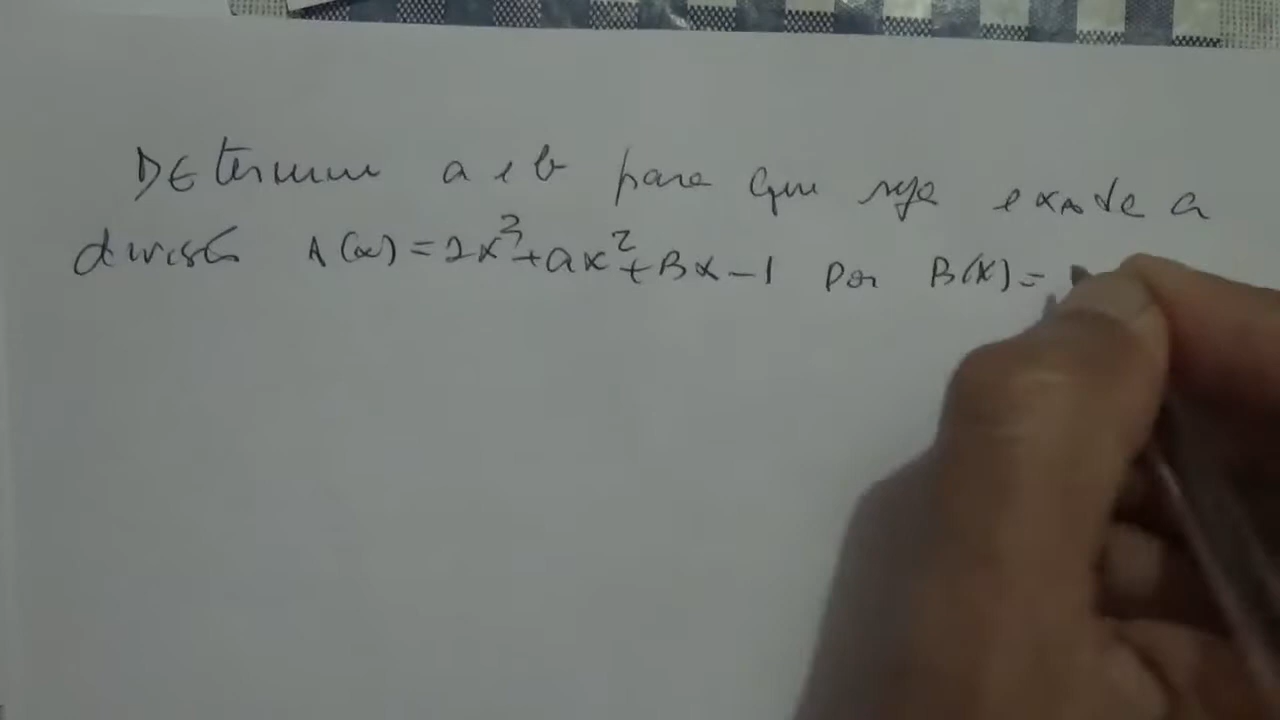 DEtermine a e b para que seja exata a
divisão A(x) = 2x³+ax²+Bx-1 por B(x)=